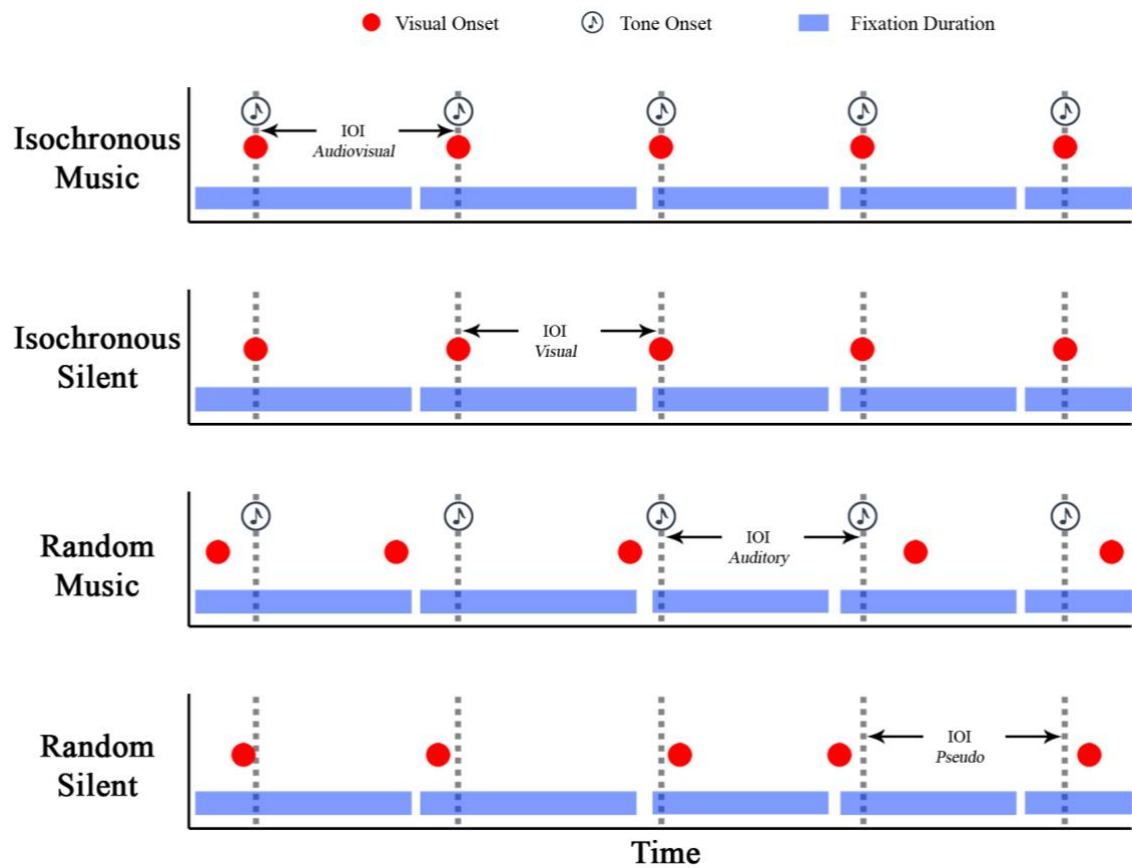 Visual Onset
Tone Onset
Fixation Duration
Isochronous
Music
IOI
Audiovisual
Isochronous
Silent
IOI
Visual
Random
Music
IOI
Auditory
Random
Silent
IOI
Pseudo
Time